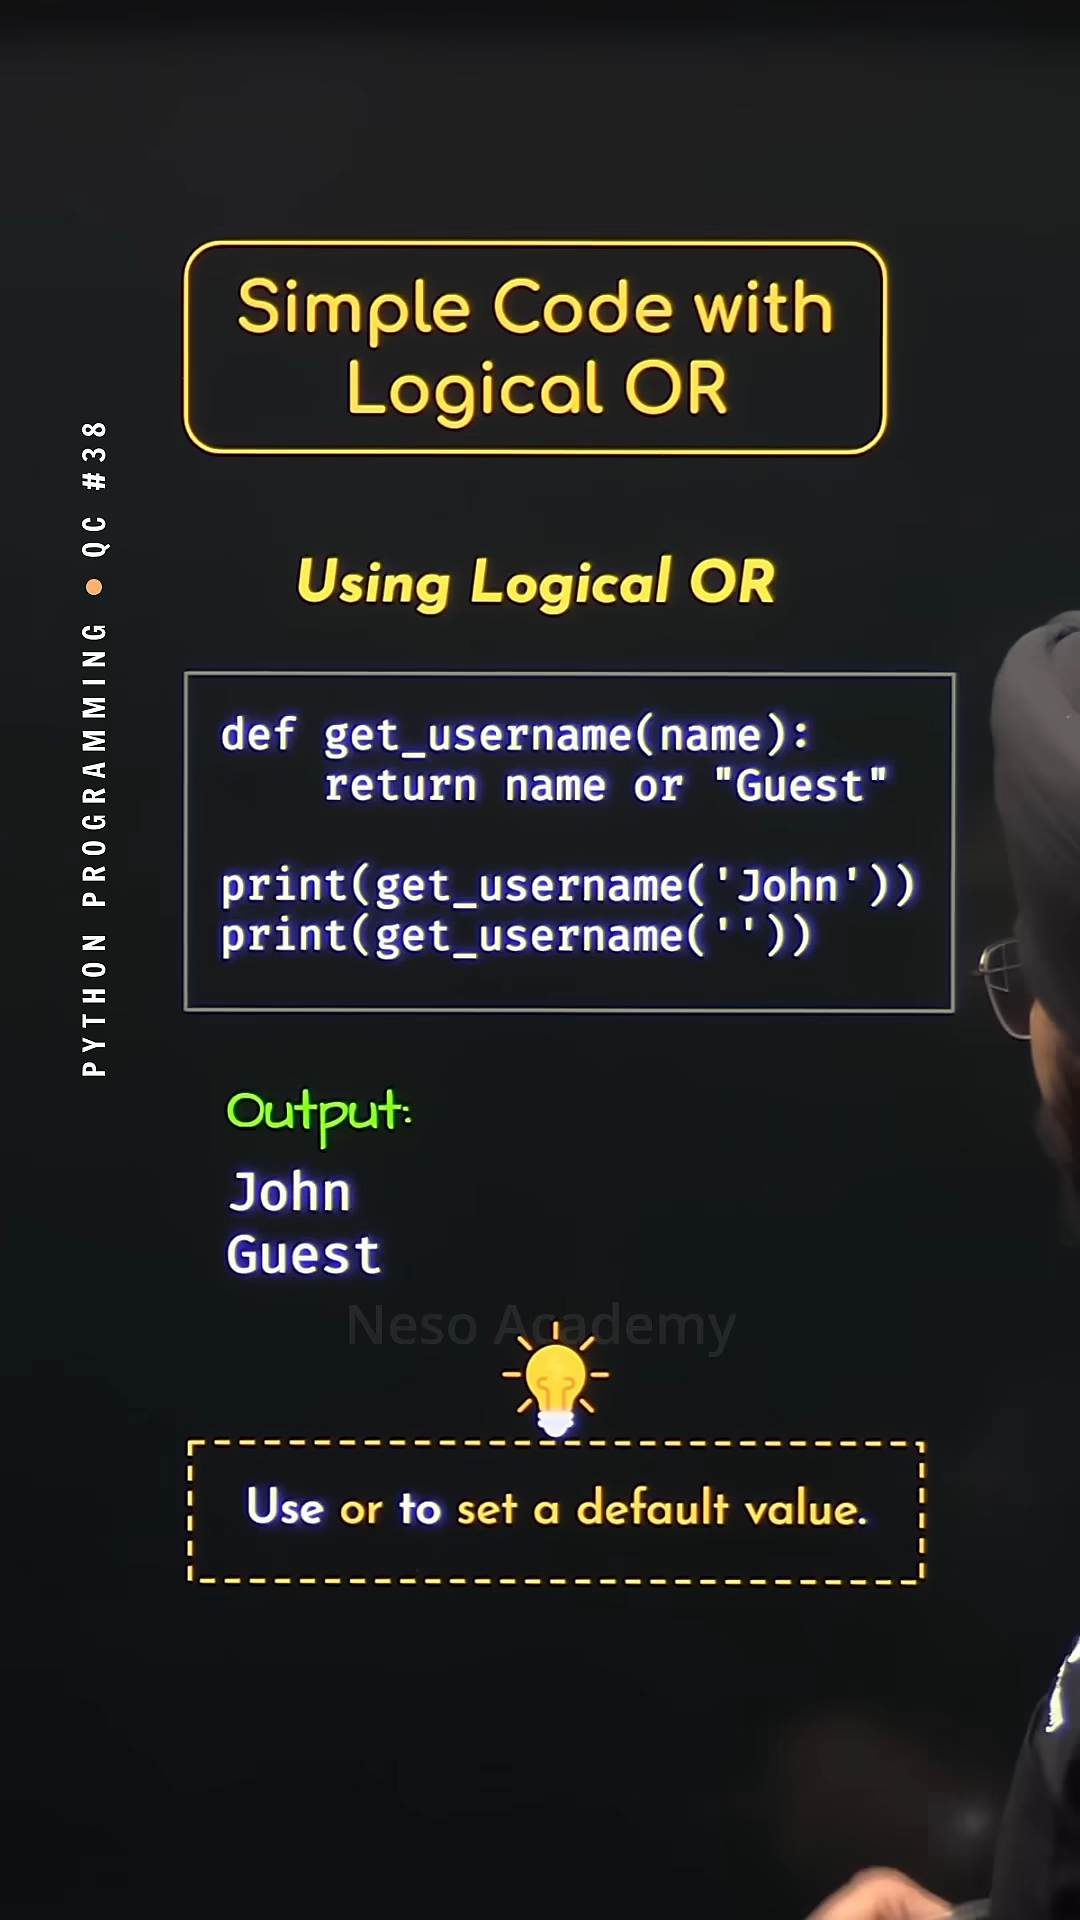 Simple Code with
Logical OR
PYTHON PROGRAMMING ● QC #38
Using Logical OR
def get_username(name):
    return name or "Guest"
print(get_username('John'))
print(get_username(''))
Output:
John
Guest
Neso Academy
Use or to set a default value.